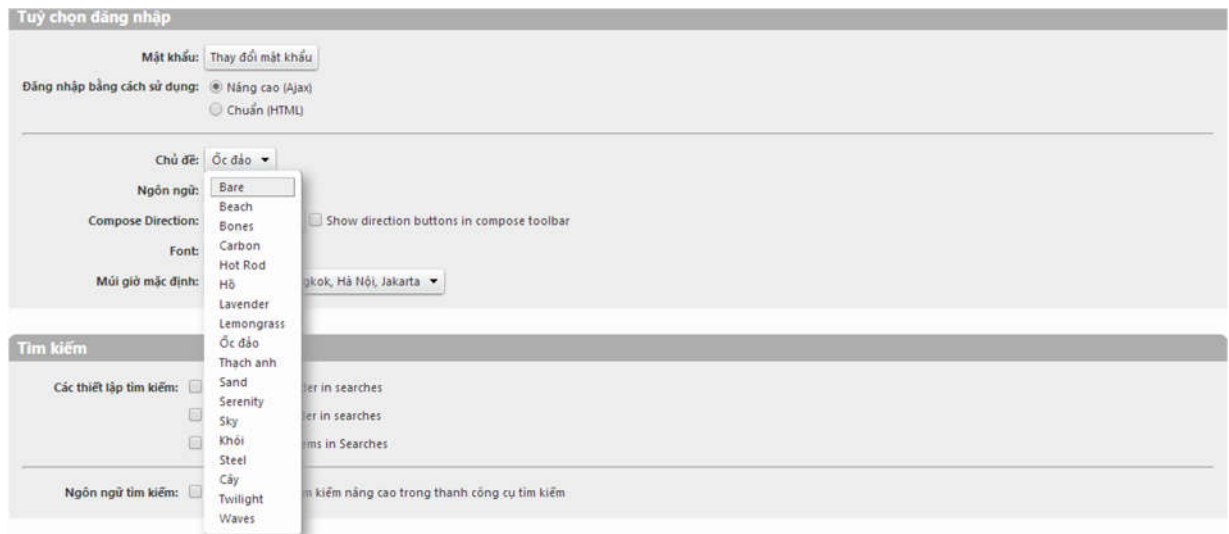 Tuỳ chọn đăng nhập
Mật khẩu: Thay đổi mật khẩu
Đăng nhập bằng cách sử dụng: Nâng cao (Ajax)
Chuẩn (HTML)
Chủ đề: Ốc đảo
Ngôn ngữ:
Bare
Beach
Compose Direction: Show direction buttons in compose toolbar
Bones
Carbon
Font:
Hot Rod
Múi giờ mặc định: gkok, Hà Nội, Jakarta
Hồ
Lavender
Lemongrass
Ốc đảo
Tìm kiếm
Thạch anh
Các thiết lập tìm kiếm: der in searches
Sand
Serenity
der in searches
Sky
Khói
ems in Searches
Steel
Cây
Ngôn ngữ tìm kiếm: m kiếm nâng cao trong thanh công cụ tìm kiếm
Twilight
Waves